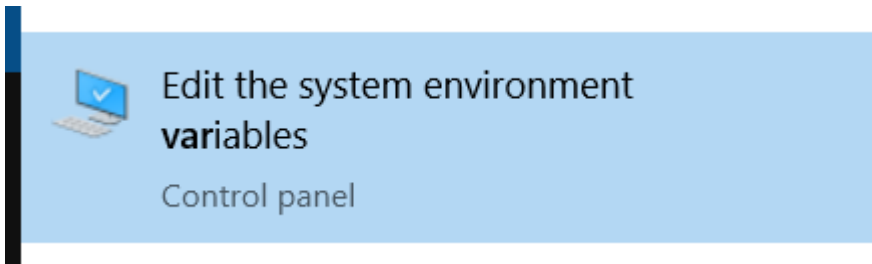 Edit the system environment
variables
Control panel